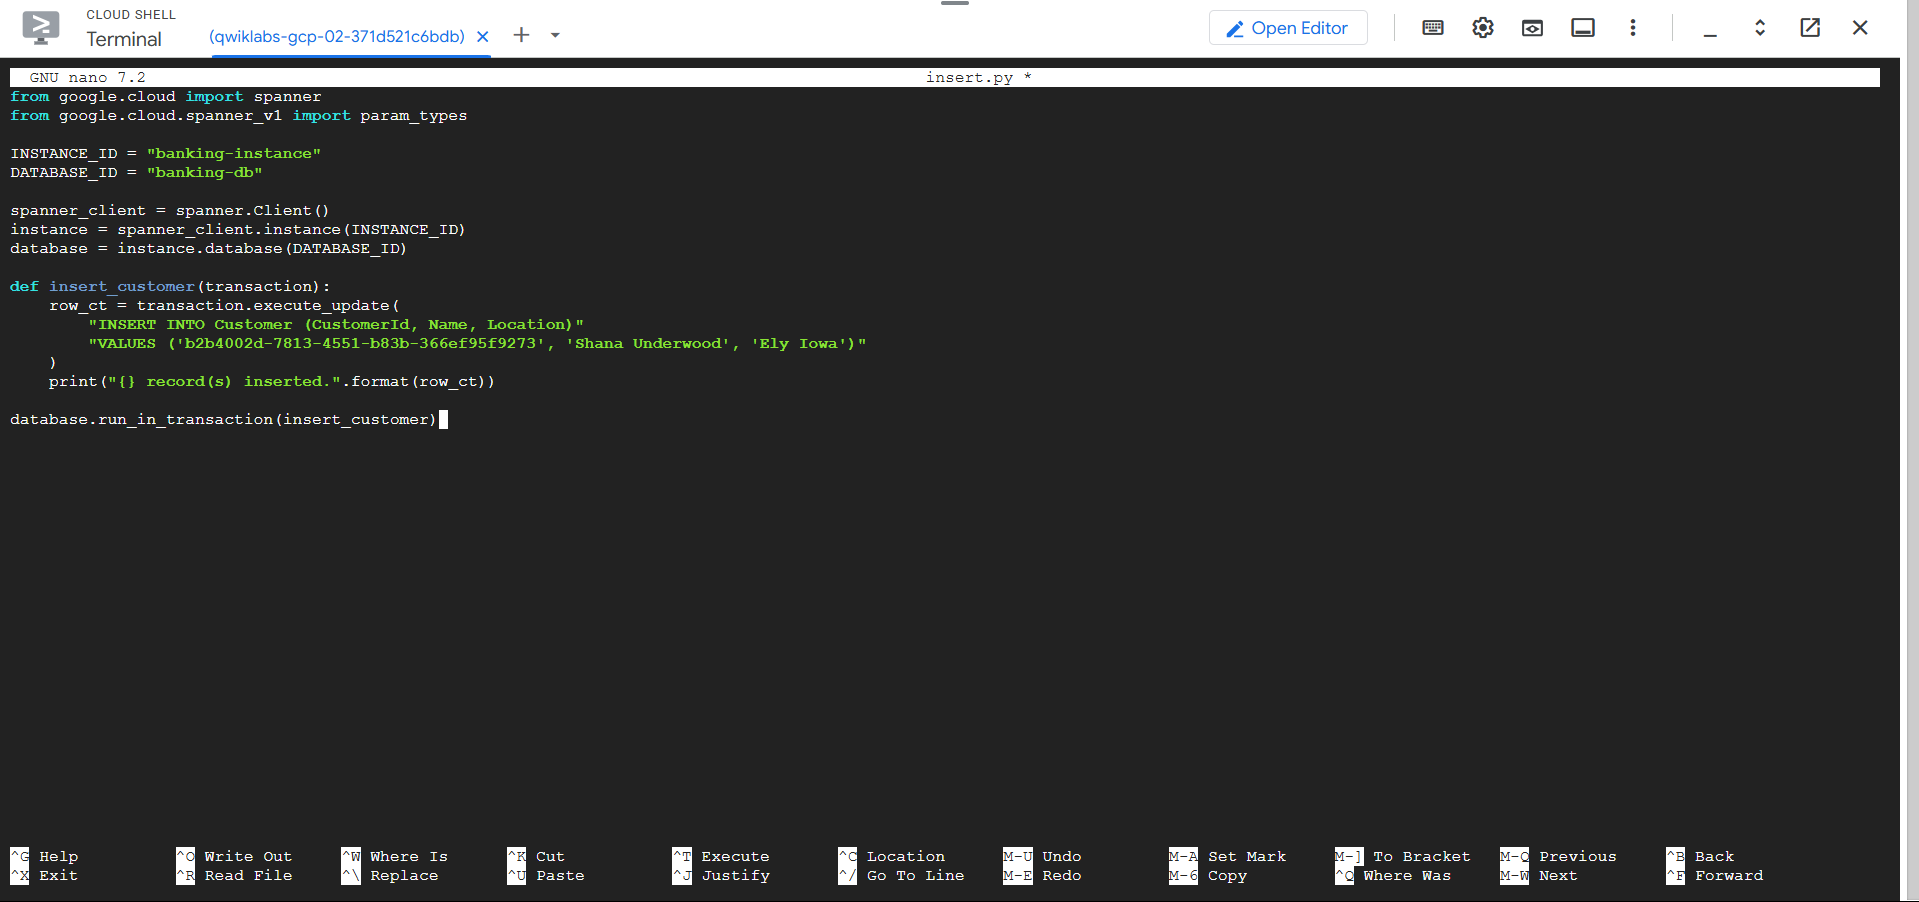 CLOUD SHELL
Terminal
(qwiklabs-gcp-02-371d521c6bdb)
Open Editor
GNU nano 7.2 insert.py *
from google.cloud import spanner
from google.cloud.spanner_v1 import param_types
INSTANCE_ID = "banking-instance"
DATABASE_ID = "banking-db"
spanner_client = spanner.Client()
instance = spanner_client.instance(INSTANCE_ID)
database = instance.database(DATABASE_ID)
def insert_customer(transaction):
    row_ct = transaction.execute_update(
        "INSERT INTO Customer (CustomerId, Name, Location)"
        "VALUES ('b2b4002d-7813-4551-b83b-366ef95f9273', 'Shana Underwood', 'Ely Iowa')"
    )
    print("{} record(s) inserted.".format(row_ct))
database.run_in_transaction(insert_customer)
^G Help ^O Write Out ^W Where Is ^K Cut ^T Execute ^C Location M-U Undo M-A Set Mark M-] To Bracket M-Q Previous ^B Back
^X Exit ^R Read File ^\ Replace ^U Paste ^J Justify ^/ Go To Line M-E Redo M-6 Copy ^Q Where Was M-W Next ^F Forward